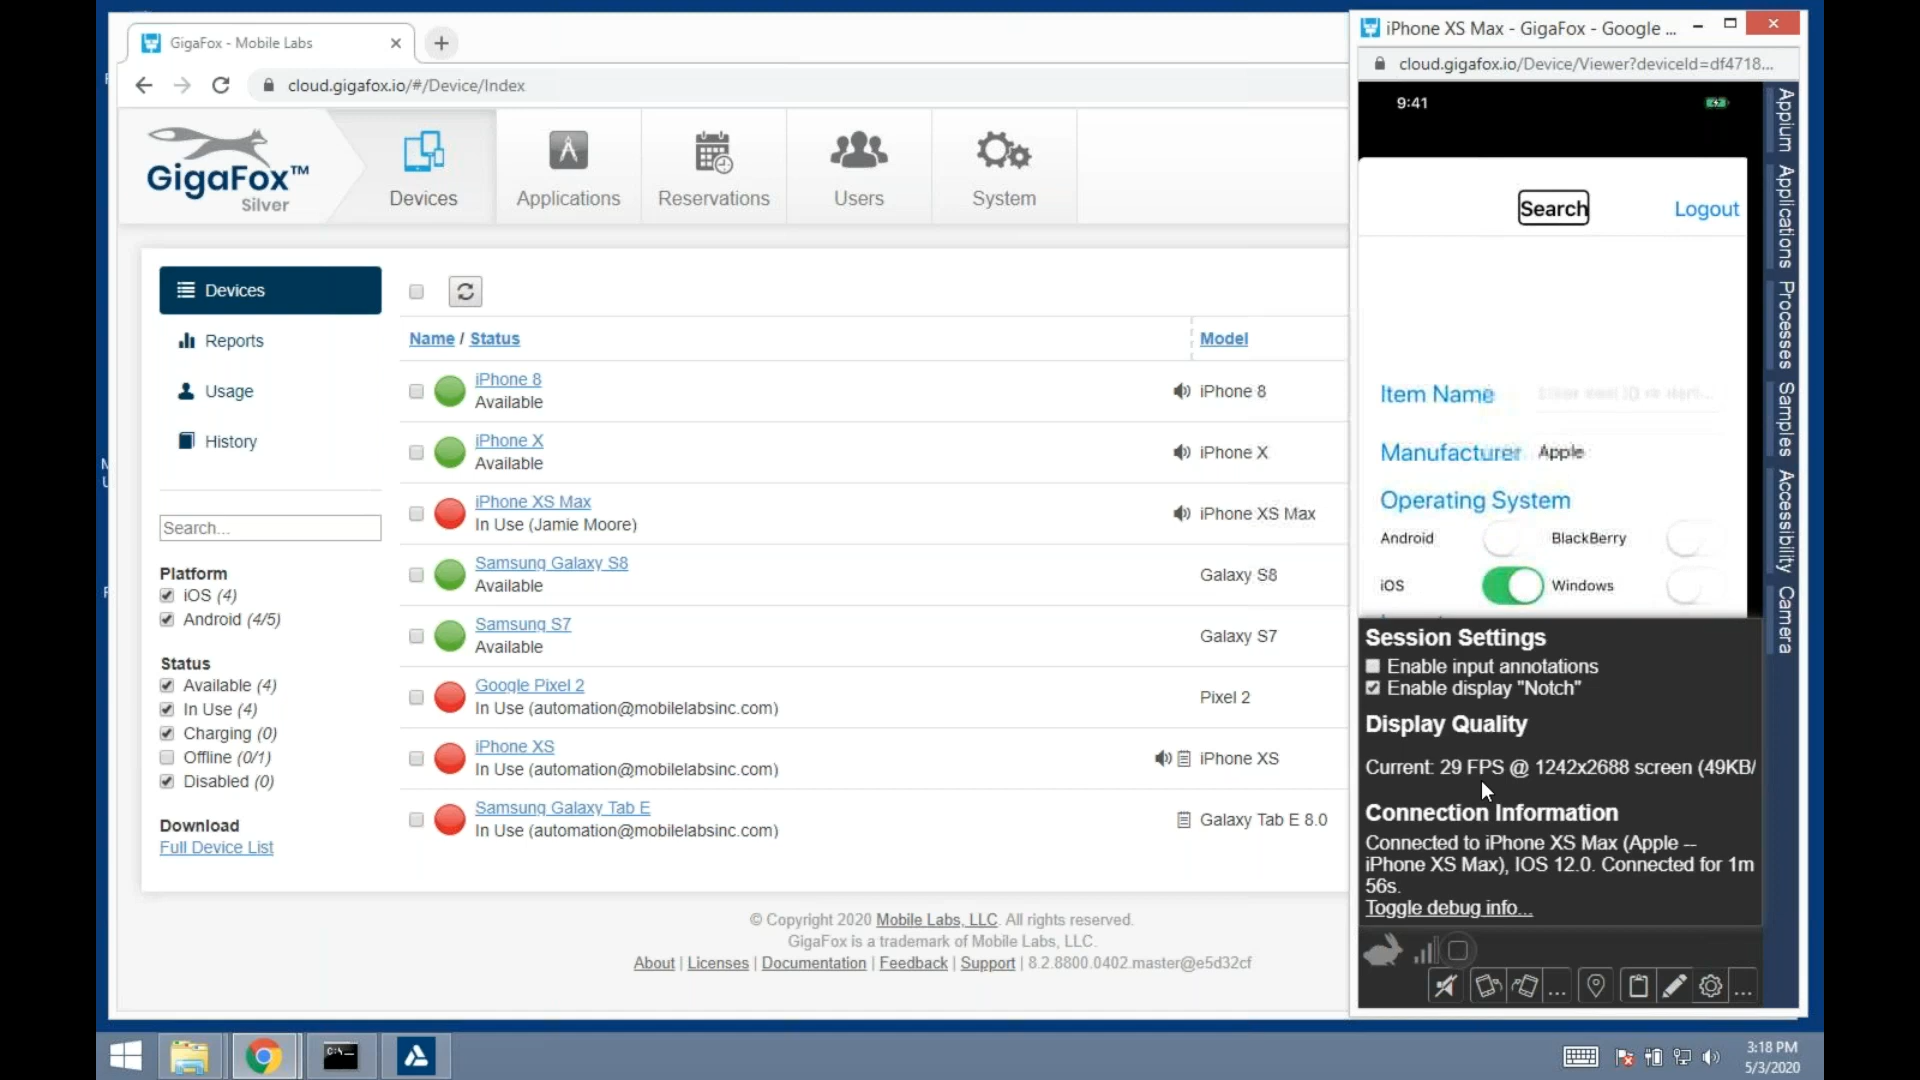 GigaFox - Mobile Labs
cloud.gigafox.io/#/Device/Index
GigaFox™
Silver
Devices
Applications
Reservations
Users
System
Devices
Reports
Usage
History
Search...
Platform
iOS (4)
Android (4/5)
Status
Available (4)
In Use (4)
Charging (0)
Offline (0/1)
Disabled (0)
Download
Full Device List
Name / Status
Model
iPhone 8
Available
iPhone 8
iPhone X
Available
iPhone X
iPhone XS Max
In Use (Jamie Moore)
iPhone XS Max
Samsung Galaxy S8
Available
Galaxy S8
Samsung S7
Available
Galaxy S7
Google Pixel 2
In Use (automation@mobilelabsinc.com)
Pixel 2
iPhone XS
In Use (automation@mobilelabsinc.com)
iPhone XS
Samsung Galaxy Tab E
In Use (automation@mobilelabsinc.com)
Galaxy Tab E 8.0
© Copyright 2020 Mobile Labs, LLC. All rights reserved.
GigaFox is a trademark of Mobile Labs, LLC.
About | Licenses | Documentation | Feedback | Support | 8.2.8800.0402.master@e5d32cf
iPhone XS Max - GigaFox - Google ...
cloud.gigafox.io/Device/Viewer?deviceId=df4718...
9:41
Search
Logout
Item Name
Manufacturer Apple
Operating System
Android
BlackBerry
iOS
Windows
Appium
Applications
Processes
Samples
Accessibility
Camera
Session Settings
Enable input annotations
Enable display "Notch"
Display Quality
Current: 29 FPS @ 1242x2688 screen (49KB/
Connection Information
Connected to iPhone XS Max (Apple --
iPhone XS Max), IOS 12.0. Connected for 1m
56s.
Toggle debug info...
...
...
C:\
3:18 PM
5/3/2020